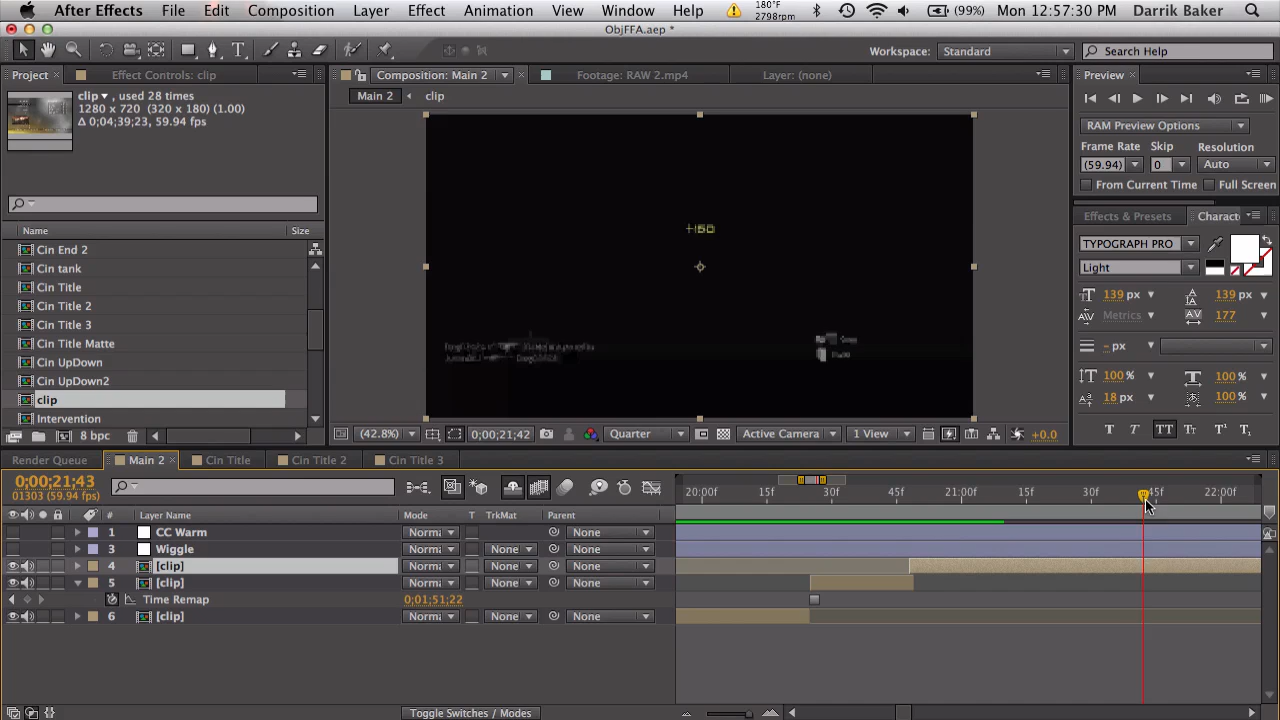 After Effects File Edit Composition Layer Effect Animation View Window Help 180°F 2798rpm (99%) Mon 12:57:30 PM Darrik Baker
ObjFFA.aep *
Workspace: Standard Search Help
Project Effect Controls: clip Composition: Main 2 Footage: RAW 2.mp4 Layer: (none) Preview
clip , used 28 times
1280 x 720 (320 x 180) (1.00)
Δ 0;04;39;23, 59.94 fps
Main 2 clip
RAM Preview Options
Frame Rate Skip Resolution
(59.94) 0 Auto
From Current Time Full Screen
Effects & Presets Charact
Name Size
Cin End 2
Cin tank
Cin Title
Cin Title 2
Cin Title 3
Cin Title Matte
Cin UpDown
Cin UpDown2
clip
Intervention
8 bpc
TYPOGRAPH PRO
Light
139 px 139 px
Metrics 177
- px
100% 100%
18 px 100%
TT Tt T¹ T₁
(42.8%) 0;00;21;42 Quarter Active Camera 1 View +0.0
Render Queue Main 2 Cin Title Cin Title 2 Cin Title 3
0;00;21;43
01303 (59.94 fps)
20:00f 15f 30f 45f 21:00f 15f 30f 45f 22:00f
# Layer Name Mode T TrkMat Parent
1 CC Warm Norma None
3 Wiggle Norma None None
4 [clip] Norma None None
5 [clip] Norma None None
Time Remap 0;01;51;22
6 [clip] Norma None None
Toggle Switches / Modes